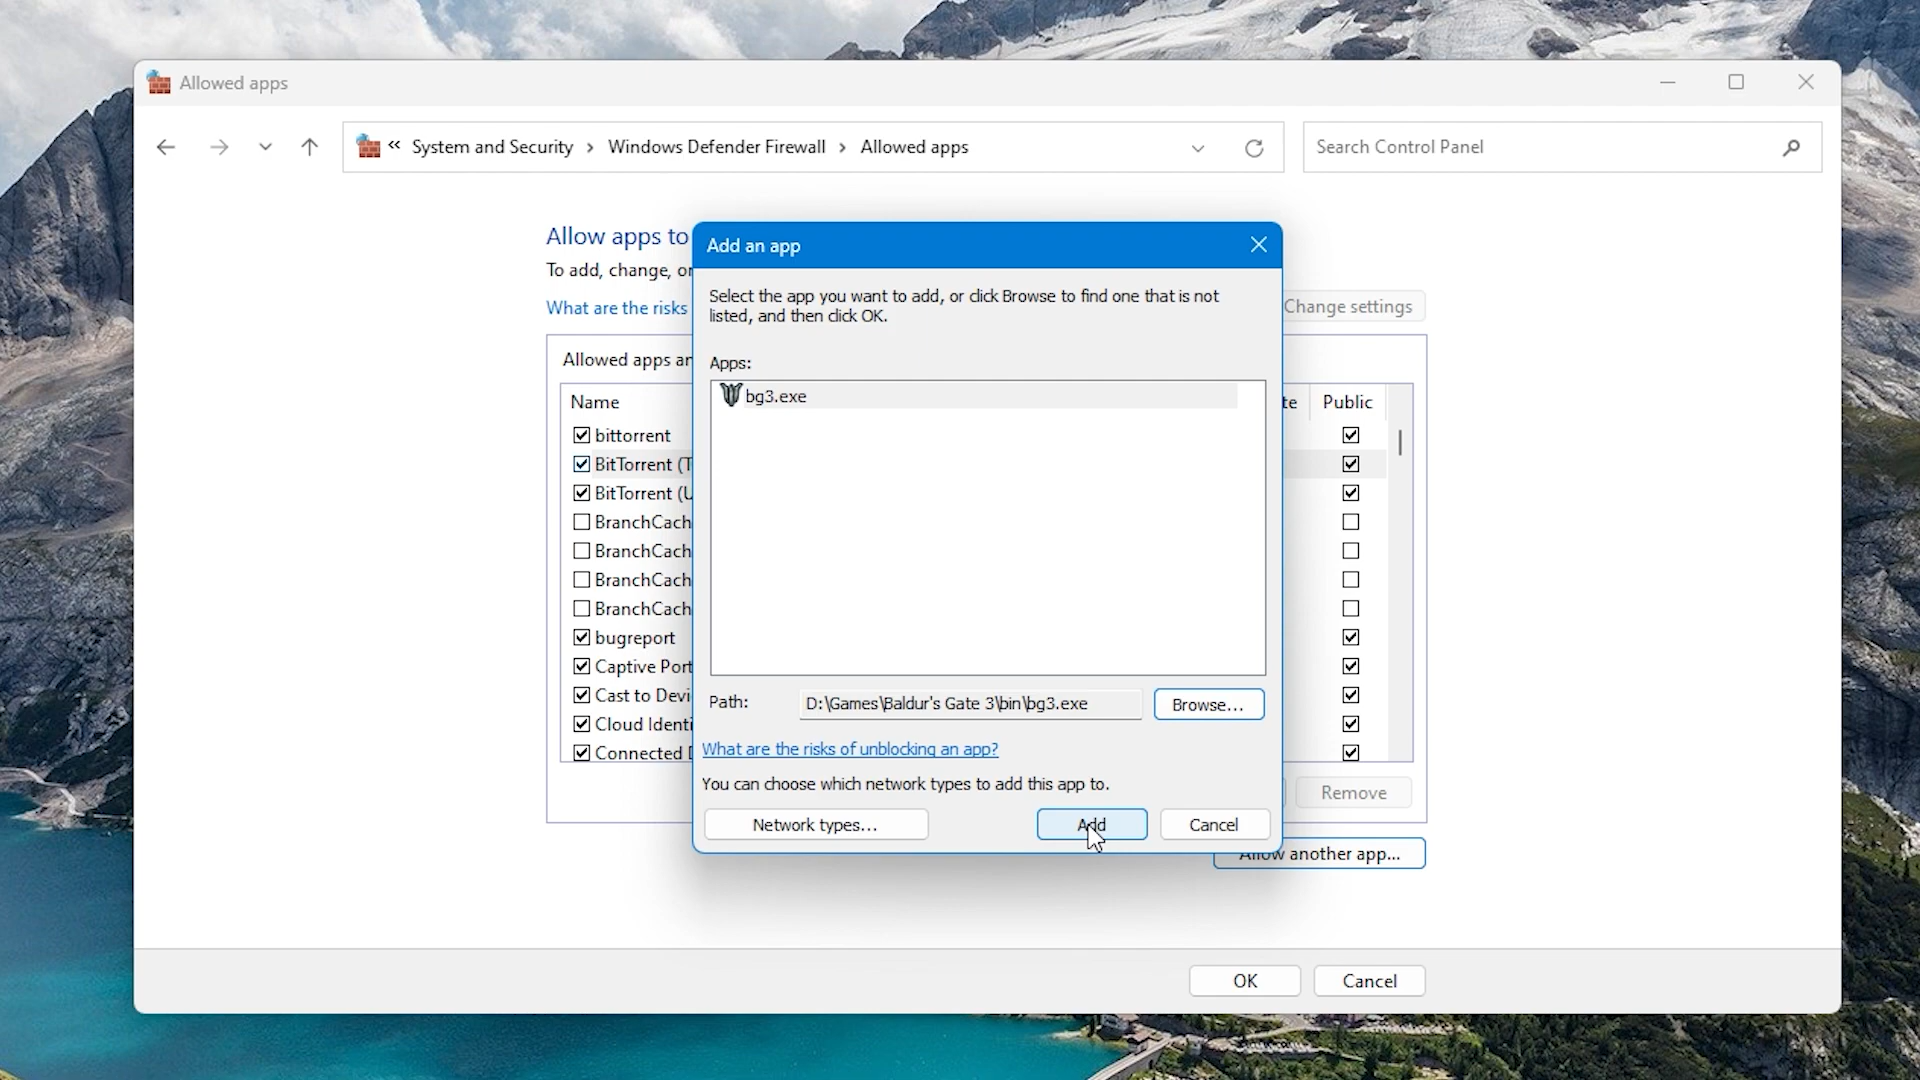 Allowed apps
« System and Security › Windows Defender Firewall › Allowed apps
Search Control Panel
Allow apps to
To add, change, or
What are the risks
Change settings
Allowed apps an
Name
te Public
bittorrent
BitTorrent (T
BitTorrent (U
BranchCach
BranchCach
BranchCach
BranchCach
bugreport
Captive Port
Cast to Devi
Cloud Identi
Connected D
Remove
Allow another app...
OK
Cancel
Add an app
Select the app you want to add, or click Browse to find one that is not
listed, and then click OK.
Apps:
bg3.exe
Path:
D:\Games\Baldur's Gate 3\bin\bg3.exe
Browse...
What are the risks of unblocking an app?
You can choose which network types to add this app to.
Network types...
Add
Cancel